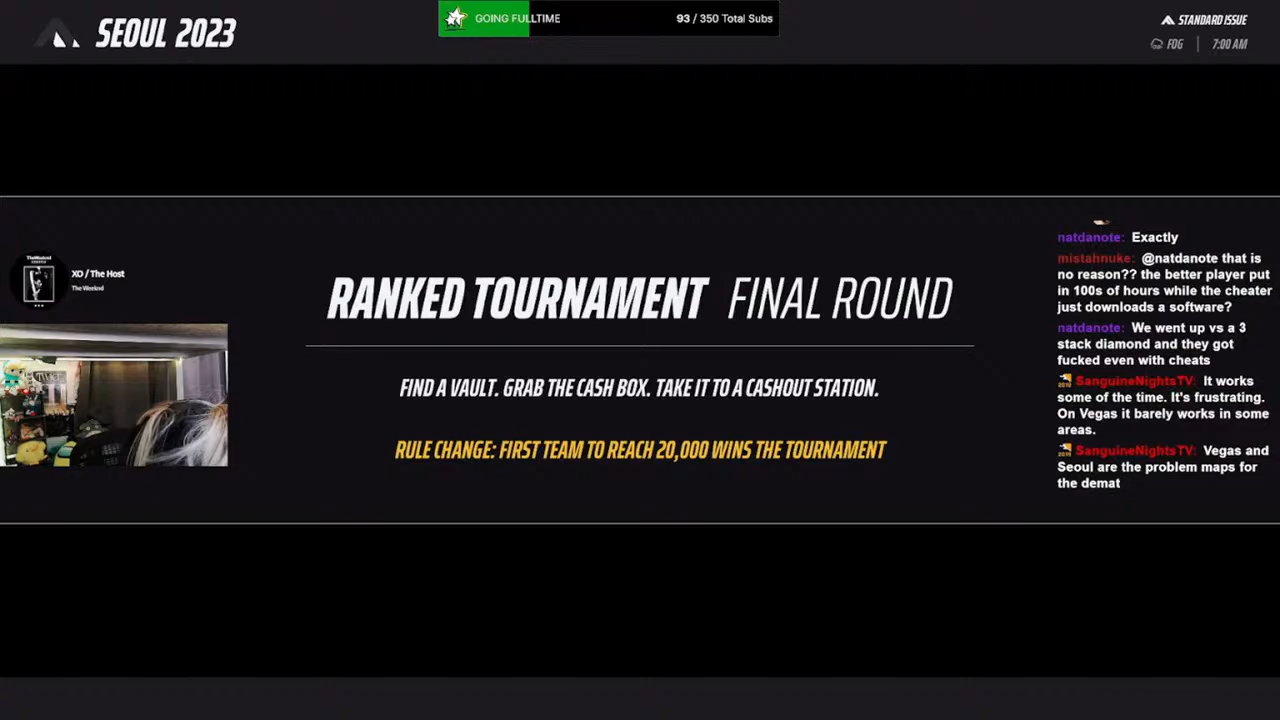 SEOUL 2023
GOING FULLTIME
93 / 350 Total Subs
STANDARD ISSUE
FOG
7:00 AM
XO / The Host
The Weeknd
RANKED TOURNAMENT FINAL ROUND
FIND A VAULT. GRAB THE CASH BOX. TAKE IT TO A CASHOUT STATION.
RULE CHANGE: FIRST TEAM TO REACH 20,000 WINS THE TOURNAMENT
natdanote: Exactly
mistahnuke: @natdanote that is
no reason?? the better player put
in 100s of hours while the cheater
just downloads a software?
natdanote: We went up vs a 3
stack diamond and they got
fucked even with cheats
SanguineNightsTV: It works
some of the time. It's frustrating.
On Vegas it barely works in some
areas.
SanguineNightsTV: Vegas and
Seoul are the problem maps for
the demat